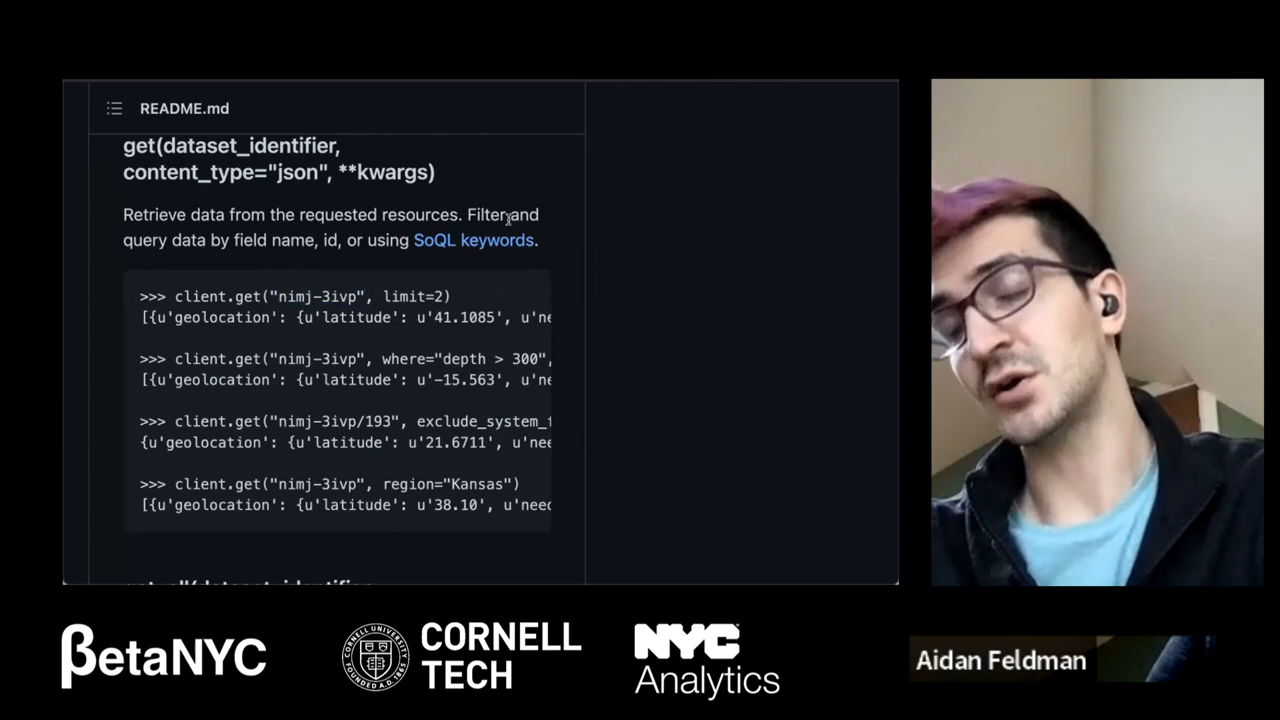 README.md
get(dataset_identifier,
content_type="json", **kwargs)
Retrieve data from the requested resources. Filter and
query data by field name, id, or using SoQL keywords.
>>> client.get("nimj-3ivp", limit=2)
[{u'geolocation': {u'latitude': u'41.1085', u'ne
>>> client.get("nimj-3ivp", where="depth > 300",
[{u'geolocation': {u'latitude': u'-15.563', u'ne
>>> client.get("nimj-3ivp/193", exclude_system_f
{u'geolocation': {u'latitude': u'21.6711', u'nee
>>> client.get("nimj-3ivp", region="Kansas")
[{u'geolocation': {u'latitude': u'38.10', u'need
βetaNYC
CORNELL
TECH
NYC
Analytics
Aidan Feldman